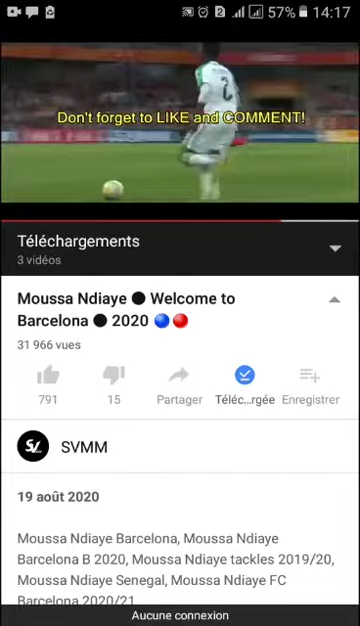 57% 14:17
2
Don't forget to LIKE and COMMENT!
Téléchargements
3 vidéos
Moussa Ndiaye ● Welcome to
Barcelona ● 2020 🔵🔴
31 966 vues
791
15
Partager
Téléc...rgée
Enregistrer
SV
SVMM
19 août 2020
Moussa Ndiaye Barcelona, Moussa Ndiaye
Barcelona B 2020, Moussa Ndiaye tackles 2019/20,
Moussa Ndiaye Senegal, Moussa Ndiaye FC
Barcelona 2020/21
Aucune connexion